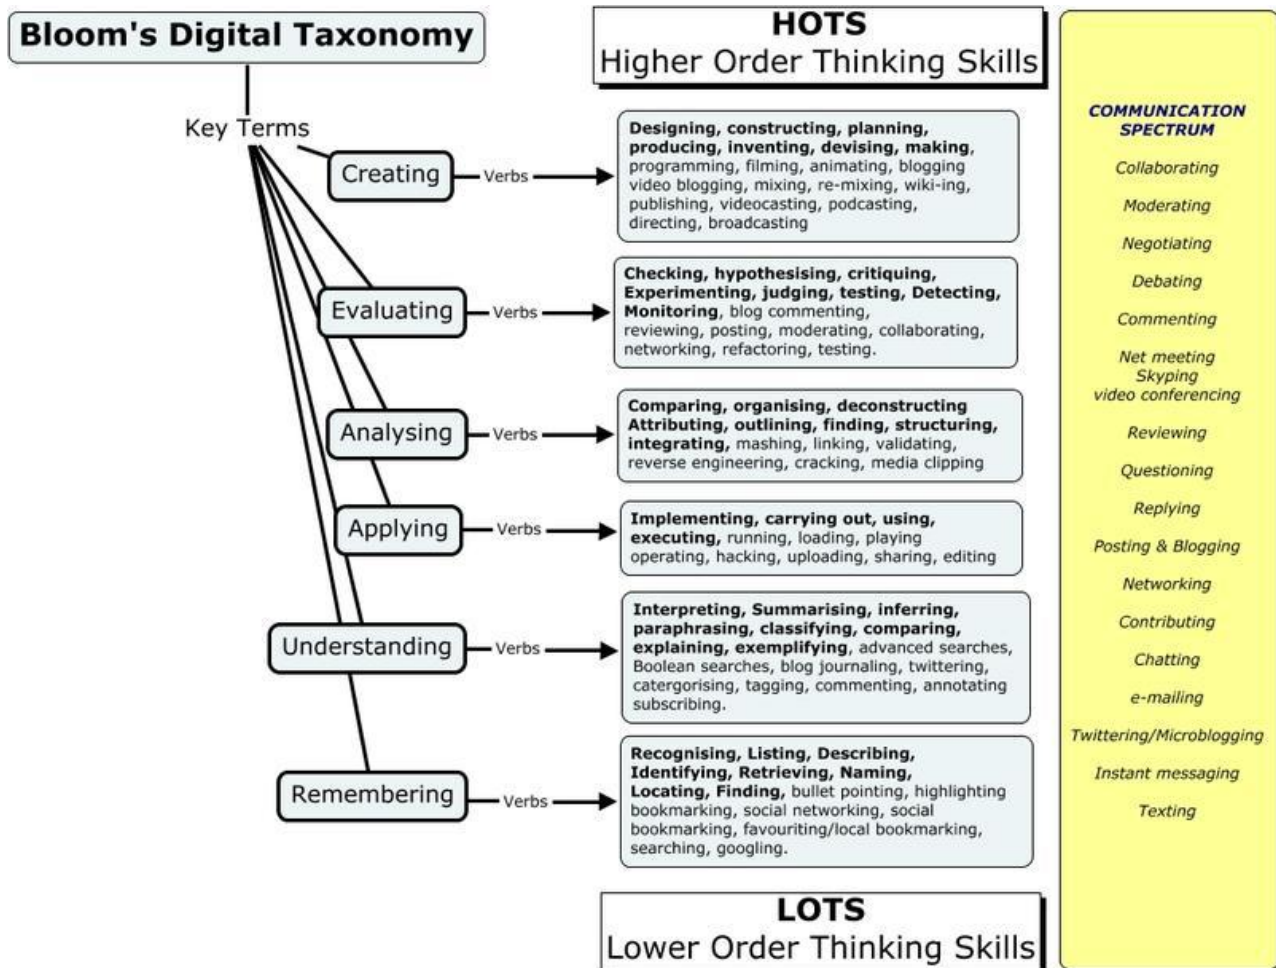 Bloom's Digital Taxonomy
HOTS
Higher Order Thinking Skills
Key Terms
Creating
Verbs
Designing, constructing, planning,
producing, inventing, devising, making,
programming, filming, animating, blogging
video blogging, mixing, re-mixing, wiki-ing,
publishing, videocasting, podcasting,
directing, broadcasting
Evaluating
Verbs
Checking, hypothesising, critiquing,
Experimenting, judging, testing, Detecting,
Monitoring, blog commenting,
reviewing, posting, moderating, collaborating,
networking, refactoring, testing.
Analysing
Verbs
Comparing, organising, deconstructing
Attributing, outlining, finding, structuring,
integrating, mashing, linking, validating,
reverse engineering, cracking, media clipping
Applying
Verbs
Implementing, carrying out, using,
executing, running, loading, playing
operating, hacking, uploading, sharing, editing
Understanding
Verbs
Interpreting, Summarising, inferring,
paraphrasing, classifying, comparing,
explaining, exemplifying, advanced searches,
Boolean searches, blog journaling, twittering,
catergorising, tagging, commenting, annotating
subscribing.
Remembering
Verbs
Recognising, Listing, Describing,
Identifying, Retrieving, Naming,
Locating, Finding, bullet pointing, highlighting
bookmarking, social networking, social
bookmarking, favouriting/local bookmarking,
searching, googling.
LOTS
Lower Order Thinking Skills
COMMUNICATION
SPECTRUM
Collaborating
Moderating
Negotiating
Debating
Commenting
Net meeting
Skyping
video conferencing
Reviewing
Questioning
Replying
Posting & Blogging
Networking
Contributing
Chatting
e-mailing
Twittering/Microblogging
Instant messaging
Texting